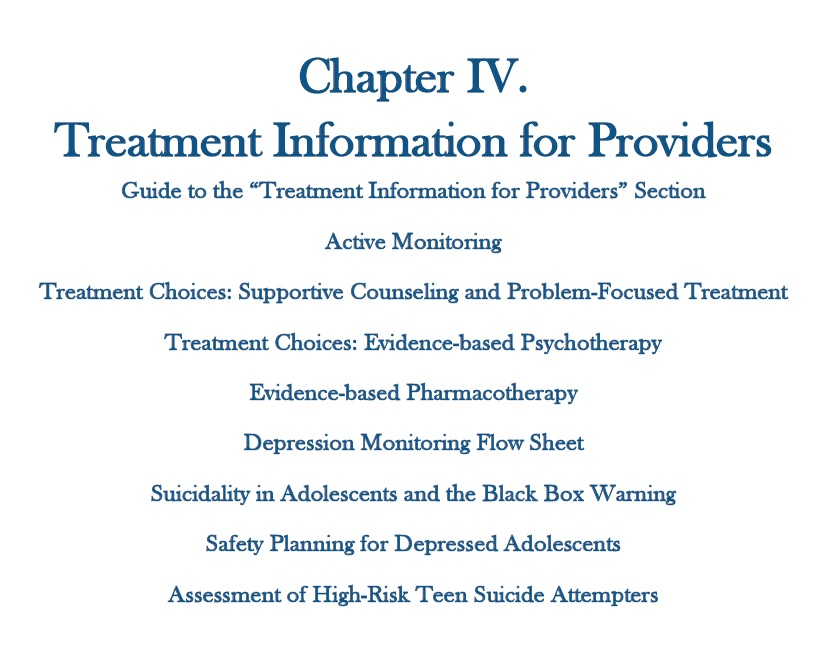 Chapter IV.
Treatment Information for Providers
Guide to the “Treatment Information for Providers” Section
Active Monitoring
Treatment Choices: Supportive Counseling and Problem-Focused Treatment
Treatment Choices: Evidence-based Psychotherapy
Evidence-based Pharmacotherapy
Depression Monitoring Flow Sheet
Suicidality in Adolescents and the Black Box Warning
Safety Planning for Depressed Adolescents
Assessment of High-Risk Teen Suicide Attempters